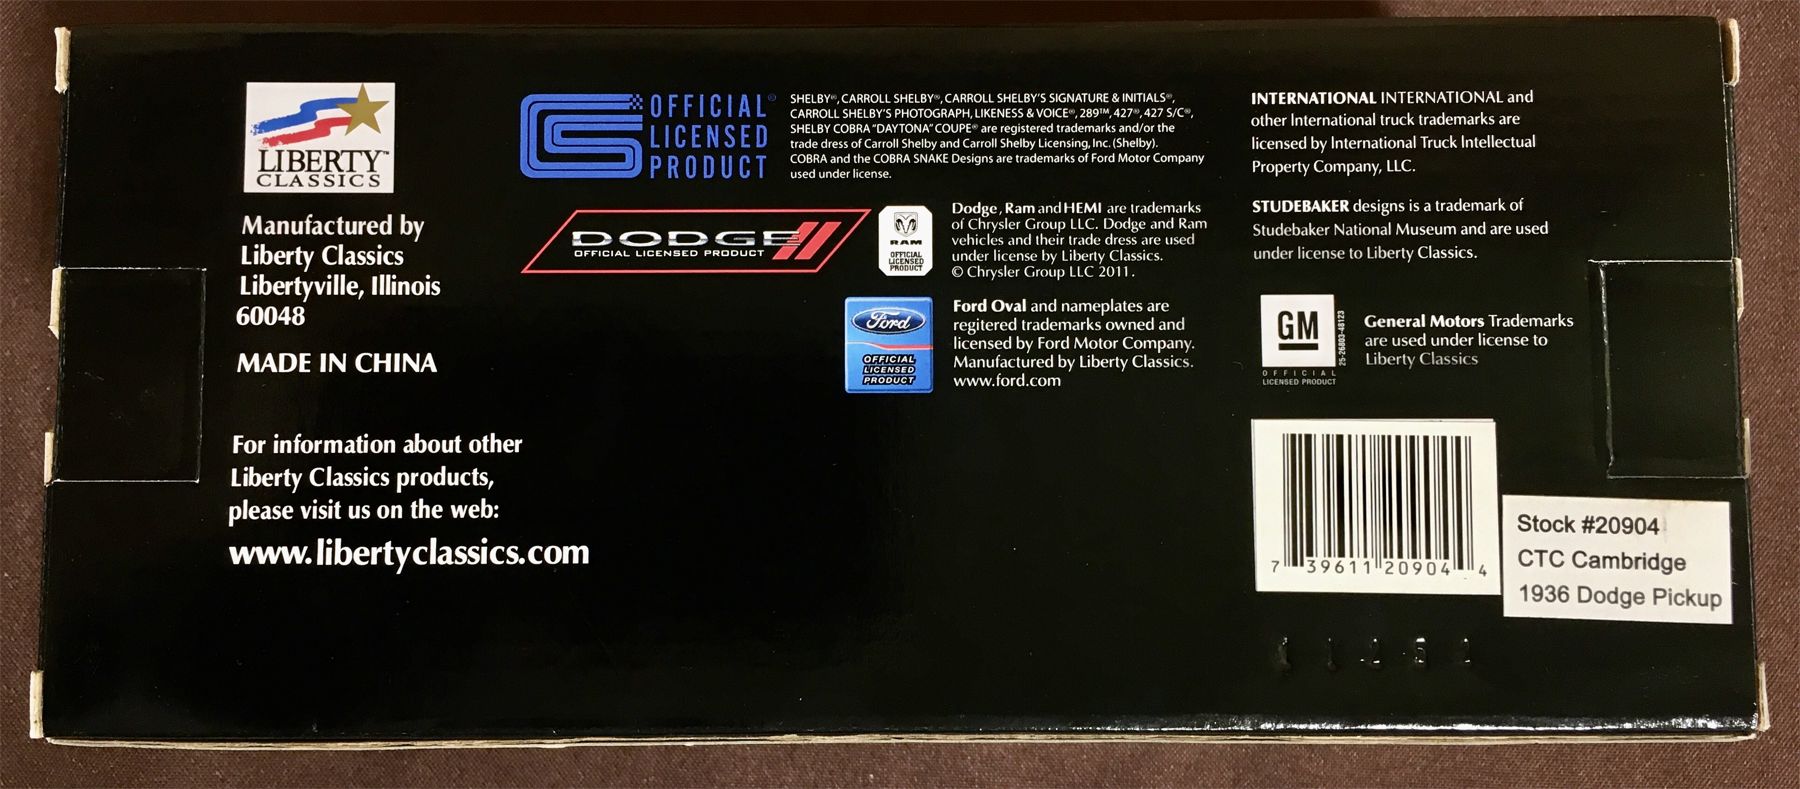 LIBERTY™
CLASSICS
Manufactured by
Liberty Classics
Libertyville, Illinois
60048
MADE IN CHINA
For information about other
Liberty Classics products,
please visit us on the web:
www.libertyclassics.com
OFFICIAL®
LICENSED
PRODUCT
SHELBY®, CARROLL SHELBY®, CARROLL SHELBY'S SIGNATURE & INITIALS®,
CARROLL SHELBY'S PHOTOGRAPH, LIKENESS & VOICE®, 289™, 427®, 427 S/C®,
SHELBY COBRA "DAYTONA" COUPE® are registered trademarks and/or the
trade dress of Carroll Shelby and Carroll Shelby Licensing, Inc. (Shelby).
COBRA and the COBRA SNAKE Designs are trademarks of Ford Motor Company
used under license.
DODGE
OFFICIAL LICENSED PRODUCT
RAM
OFFICIAL
LICENSED
PRODUCT
Dodge, Ram and HEMI are trademarks
of Chrysler Group LLC. Dodge and Ram
vehicles and their trade dress are used
under license by Liberty Classics.
© Chrysler Group LLC 2011.
Ford
OFFICIAL
LICENSED
PRODUCT
Ford Oval and nameplates are
regitered trademarks owned and
licensed by Ford Motor Company.
Manufactured by Liberty Classics.
www.ford.com
INTERNATIONAL INTERNATIONAL and
other International truck trademarks are
licensed by International Truck Intellectual
Property Company, LLC.
STUDEBAKER designs is a trademark of
Studebaker National Museum and are used
under license to Liberty Classics.
GM
OFFICIAL
LICENSED PRODUCT
25-26803-48123
General Motors Trademarks
are used under license to
Liberty Classics
7 39611 20904 4
Stock #20904
CTC Cambridge
1936 Dodge Pickup